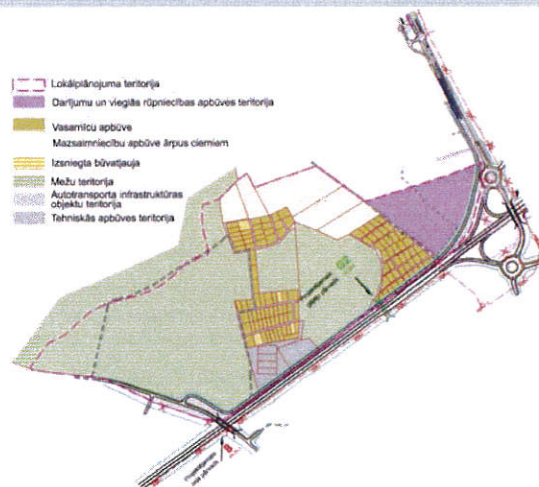 Lokālplānojuma teritorija
Darījumu un vieglās rūpniecības apbūves teritorija
Vasarnīcu apbūve
Mazsaimniecību apbūve ārpus ciemiem
Izsniegta būvatļauja
Mežu teritorija
Autotransporta infrastruktūras
objektu teritorija
Tehniskās apbūves teritorija
B